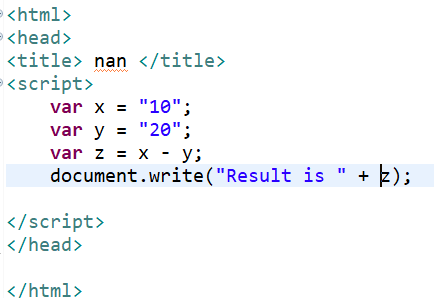 <html>
<head>
<title> nan </title>
<script>
    var x = "10";
    var y = "20";
    var z = x - y;
    document.write("Result is " + z);
</script>
</head>
</html>